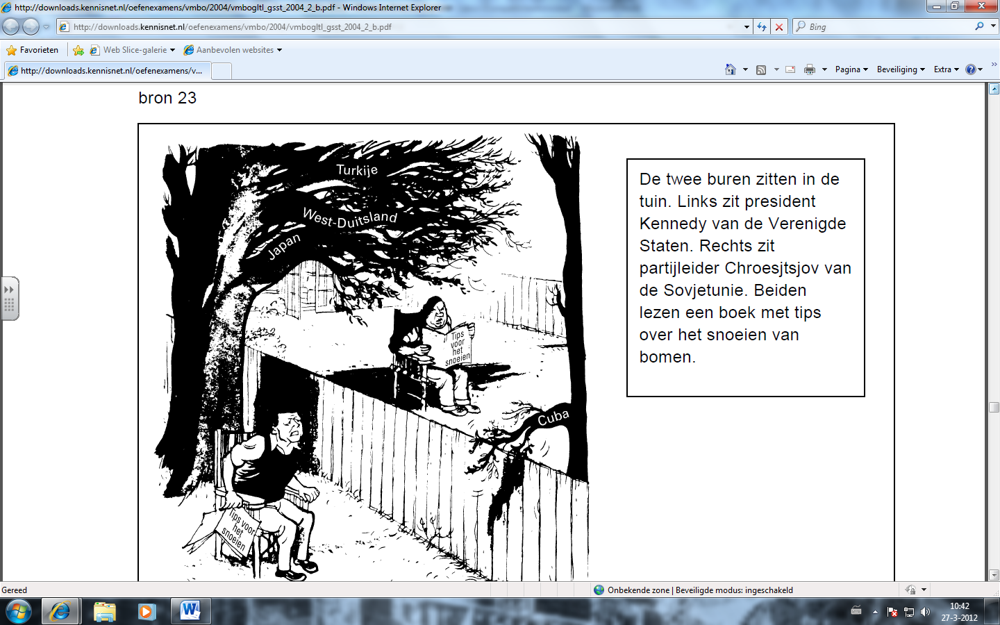 http://downloads.kennisnet.nl/oefenexamens/vmbo/2004/vmbogltl_gsst_2004_2_b.pdf - Windows Internet Explorer
http://downloads.kennisnet.nl/oefenexamens/vmbo/2004/vmbogltl_gsst_2004_2_b.pdf
Bing
Favorieten
Web Slice-galerie
Aanbevolen websites
http://downloads.kennisnet.nl/oefenexamens/v...
Pagina
Beveiliging
Extra
bron 23
Turkije
West-Duitsland
Japan
Tips
voor
het
snoeien
Cuba
Tips voor
het
snoeien
De twee buren zitten in de
tuin. Links zit president
Kennedy van de Verenigde
Staten. Rechts zit
partijleider Chroesjtsjov van
de Sovjetunie. Beiden
lezen een boek met tips
over het snoeien van
bomen.
Gereed
Onbekende zone | Beveiligde modus: ingeschakeld
10:42
27-3-2012